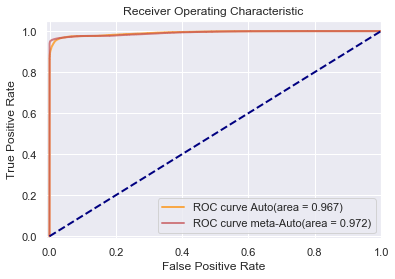 Receiver Operating Characteristic
True Positive Rate
1.0
0.8
0.6
0.4
0.2
0.0
ROC curve Auto(area = 0.967)
ROC curve meta-Auto(area = 0.972)
0.0 0.2 0.4 0.6 0.8 1.0
False Positive Rate